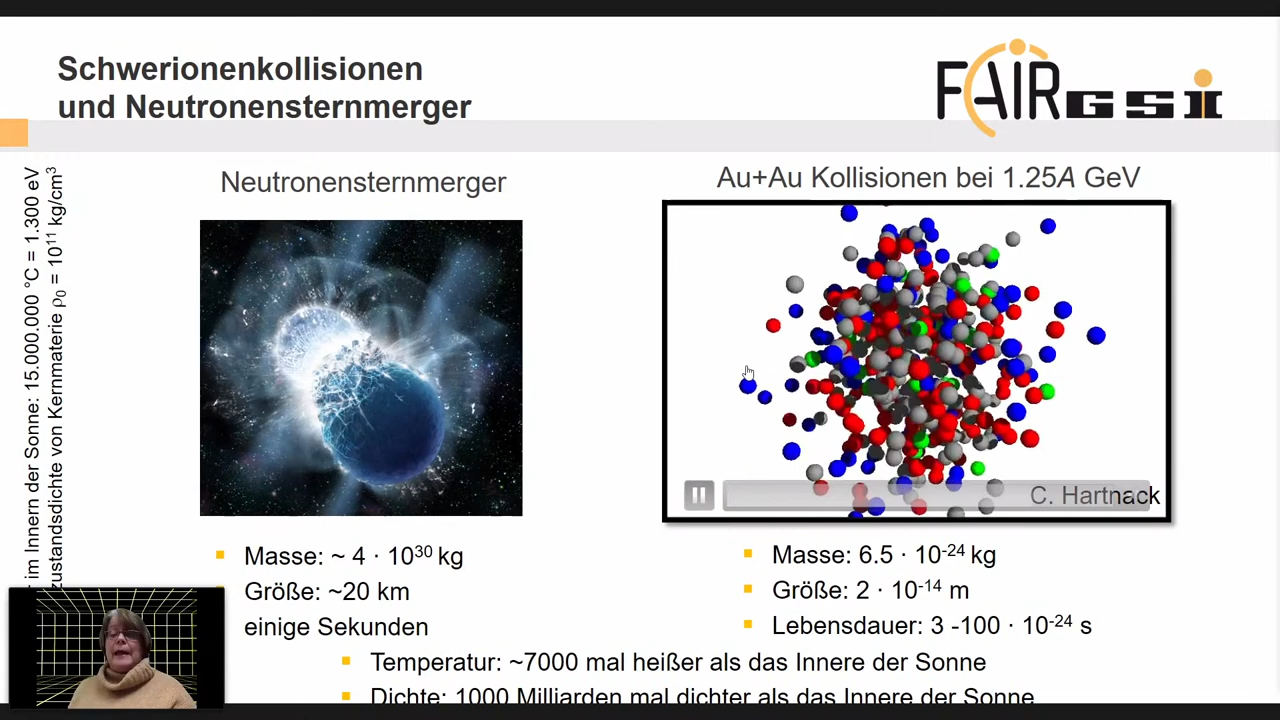 Schwerionenkollisionen
und Neutronensternmerger
FAIR GSI
im Innern der Sonne: 15.000.000 °C = 1.300 eV
zustandsdichte von Kernmaterie ρ₀ = 10¹¹ kg/cm³
Neutronensternmerger
Au+Au Kollisionen bei 1.25A GeV
C. Hartnack
Masse: ~ 4 · 10³⁰ kg
Größe: ~20 km
einige Sekunden
Masse: 6.5 · 10⁻²⁴ kg
Größe: 2 · 10⁻¹⁴ m
Lebensdauer: 3 -100 · 10⁻²⁴ s
Temperatur: ~7000 mal heißer als das Innere der Sonne
Dichte: 1000 Milliarden mal dichter als das Innere der Sonne